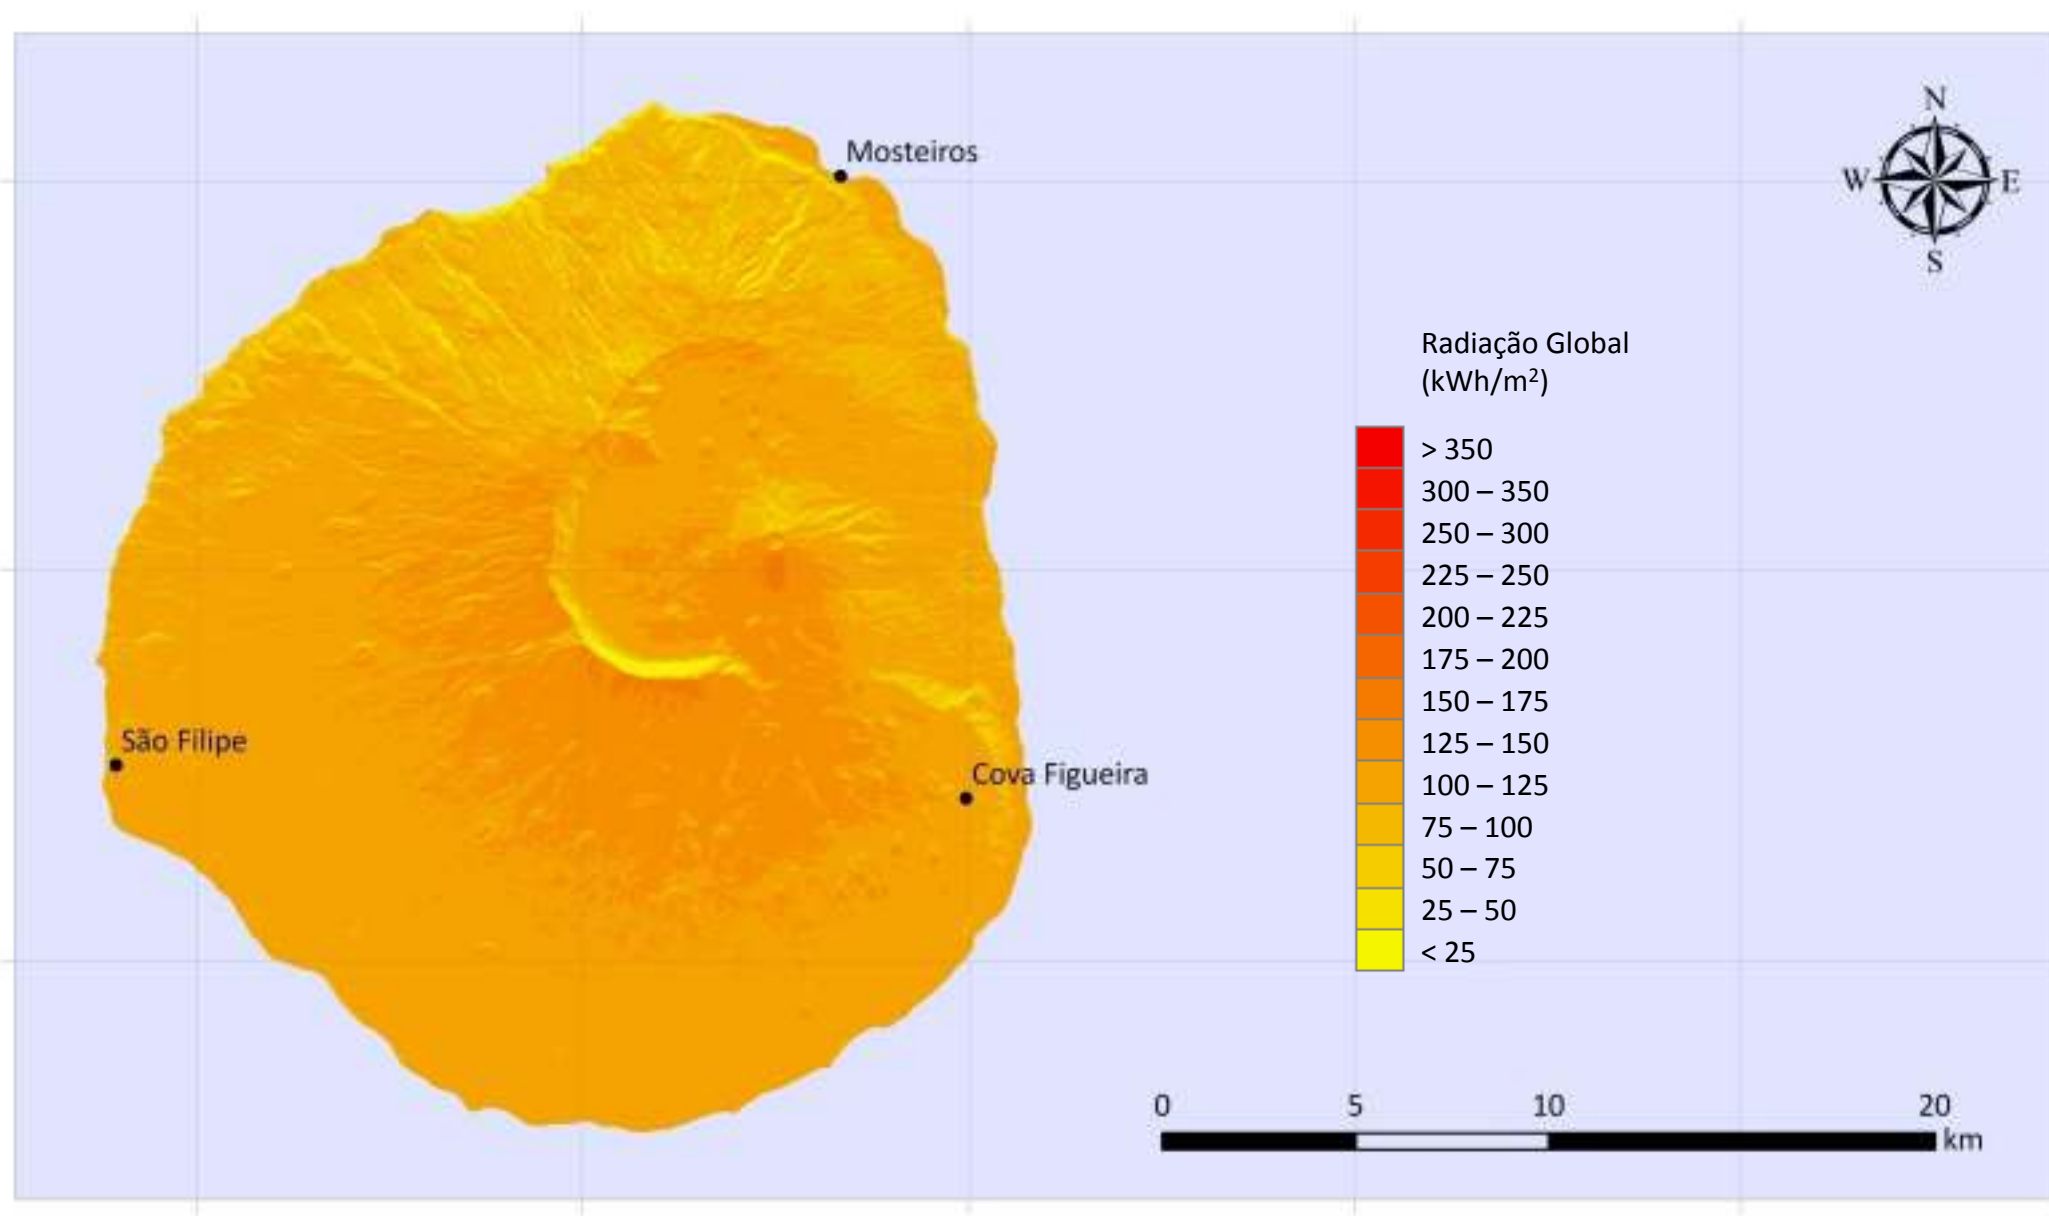 Mosteiros
N
W
E
S
Radiação Global
(kWh/m²)
> 350
300 – 350
250 – 300
225 – 250
200 – 225
175 – 200
150 – 175
125 – 150
100 – 125
75 – 100
50 – 75
25 – 50
< 25
São Filipe
Cova Figueira
0 5 10 20
km